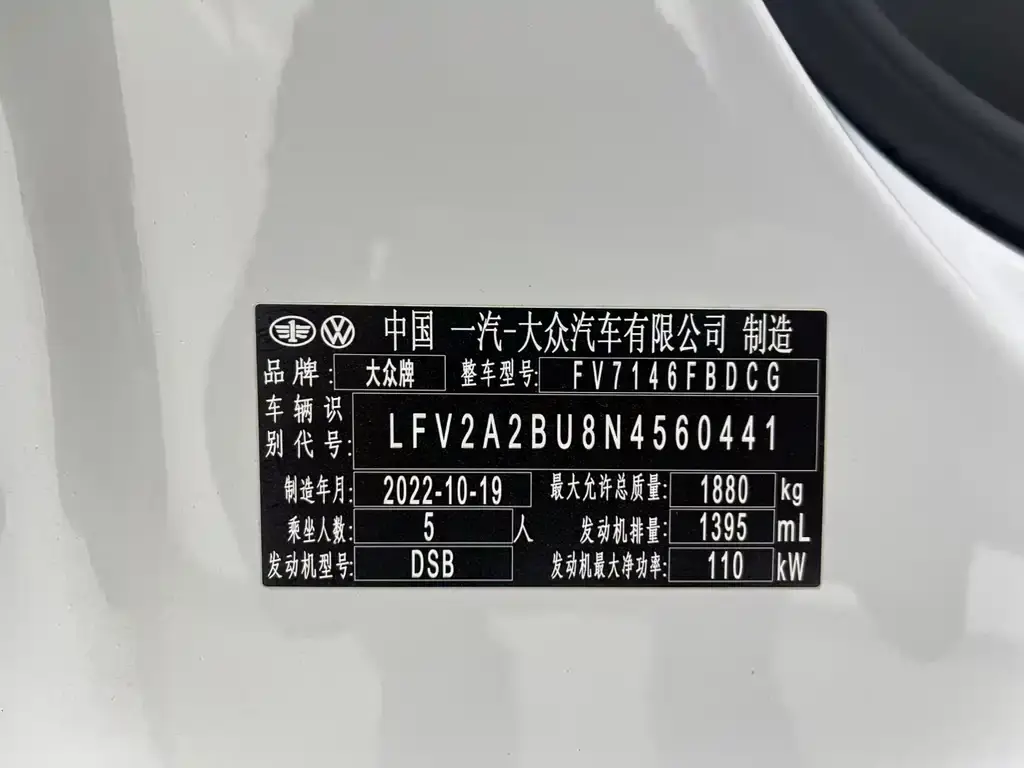 中国 一汽-大众汽车有限公司 制造
品牌: 大众牌 整车型号: FV7146FBDCG
车辆识别代号: LFV2A2BU8N4560441
制造年月: 2022-10-19 最大允许总质量: 1880 kg
乘坐人数: 5 人 发动机排量: 1395 mL
发动机型号: DSB 发动机最大净功率: 110 kW